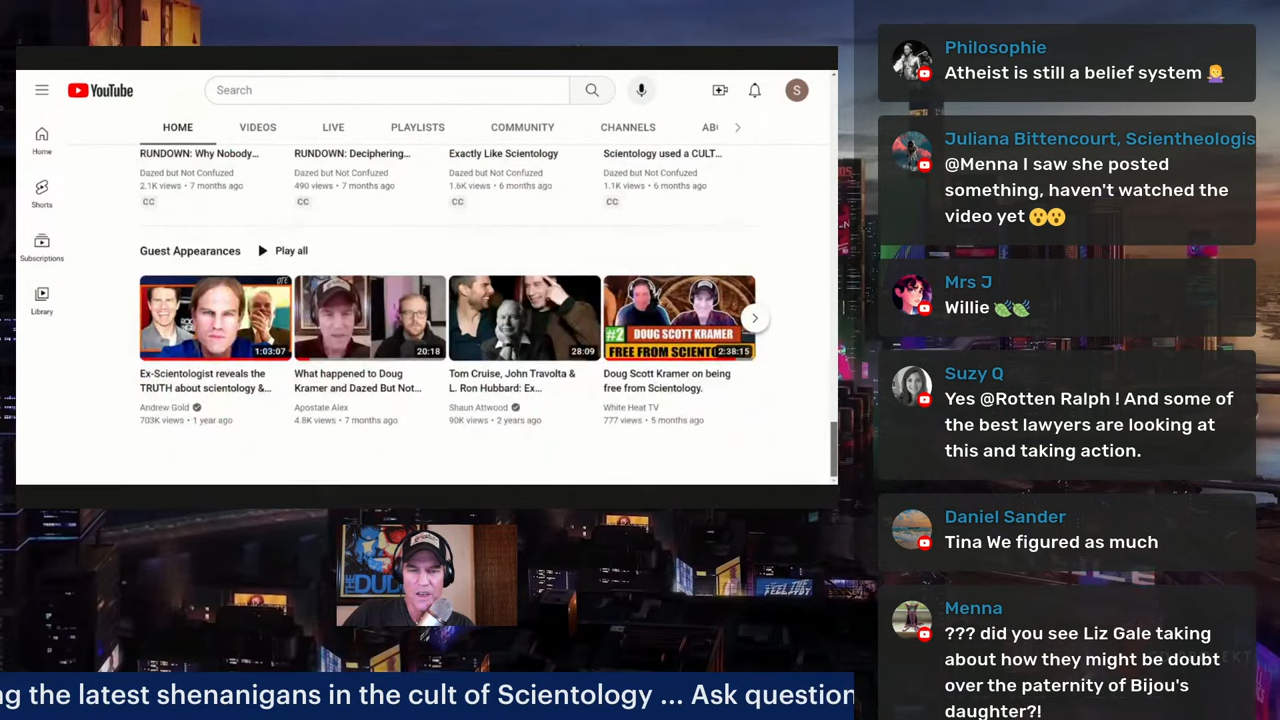 YouTube
Search
S
HOME
VIDEOS
LIVE
PLAYLISTS
COMMUNITY
CHANNELS
Home
Shorts
Subscriptions
Library
RUNDOWN: Why Nobody...
Dazed but Not Confused
2.1K views • 7 months ago
CC
RUNDOWN: Deciphering...
Dazed but Not Confused
490 views • 7 months ago
CC
Exactly Like Scientology
Dazed but Not Confused
1.6K views • 6 months ago
CC
Scientology used a CULT...
Dazed but Not Confused
1.1K views • 6 months ago
CC
Guest Appearances
Play all
1:03:07
20:18
28:09
#2 DOUG SCOTT KRAMER
FREE FROM SCIENT
2:38:15
Ex-Scientologist reveals the
TRUTH about scientology &...
Andrew Gold
703K views • 1 year ago
What happened to Doug
Kramer and Dazed But Not...
Apostate Alex
4.8K views • 7 months ago
Tom Cruise, John Travolta &
L. Ron Hubbard: Ex...
Shaun Attwood
90K views • 2 years ago
Doug Scott Kramer on being
free from Scientology.
White Heat TV
777 views • 5 months ago
THE DUDE
FEEL THE
ng the latest shenanigans in the cult of Scientology ... Ask question
Philosophie
Atheist is still a belief system 🤷‍♀️
Juliana Bittencourt, Scientheologis
@Menna I saw she posted
something, haven't watched the
video yet 😮😮
Mrs J
Willie 🍃🍃
Suzy Q
Yes @Rotten Ralph ! And some of
the best lawyers are looking at
this and taking action.
Daniel Sander
Tina We figured as much
Menna
??? did you see Liz Gale taking
about how they might be doubt
over the paternity of Bijou's
daughter?!